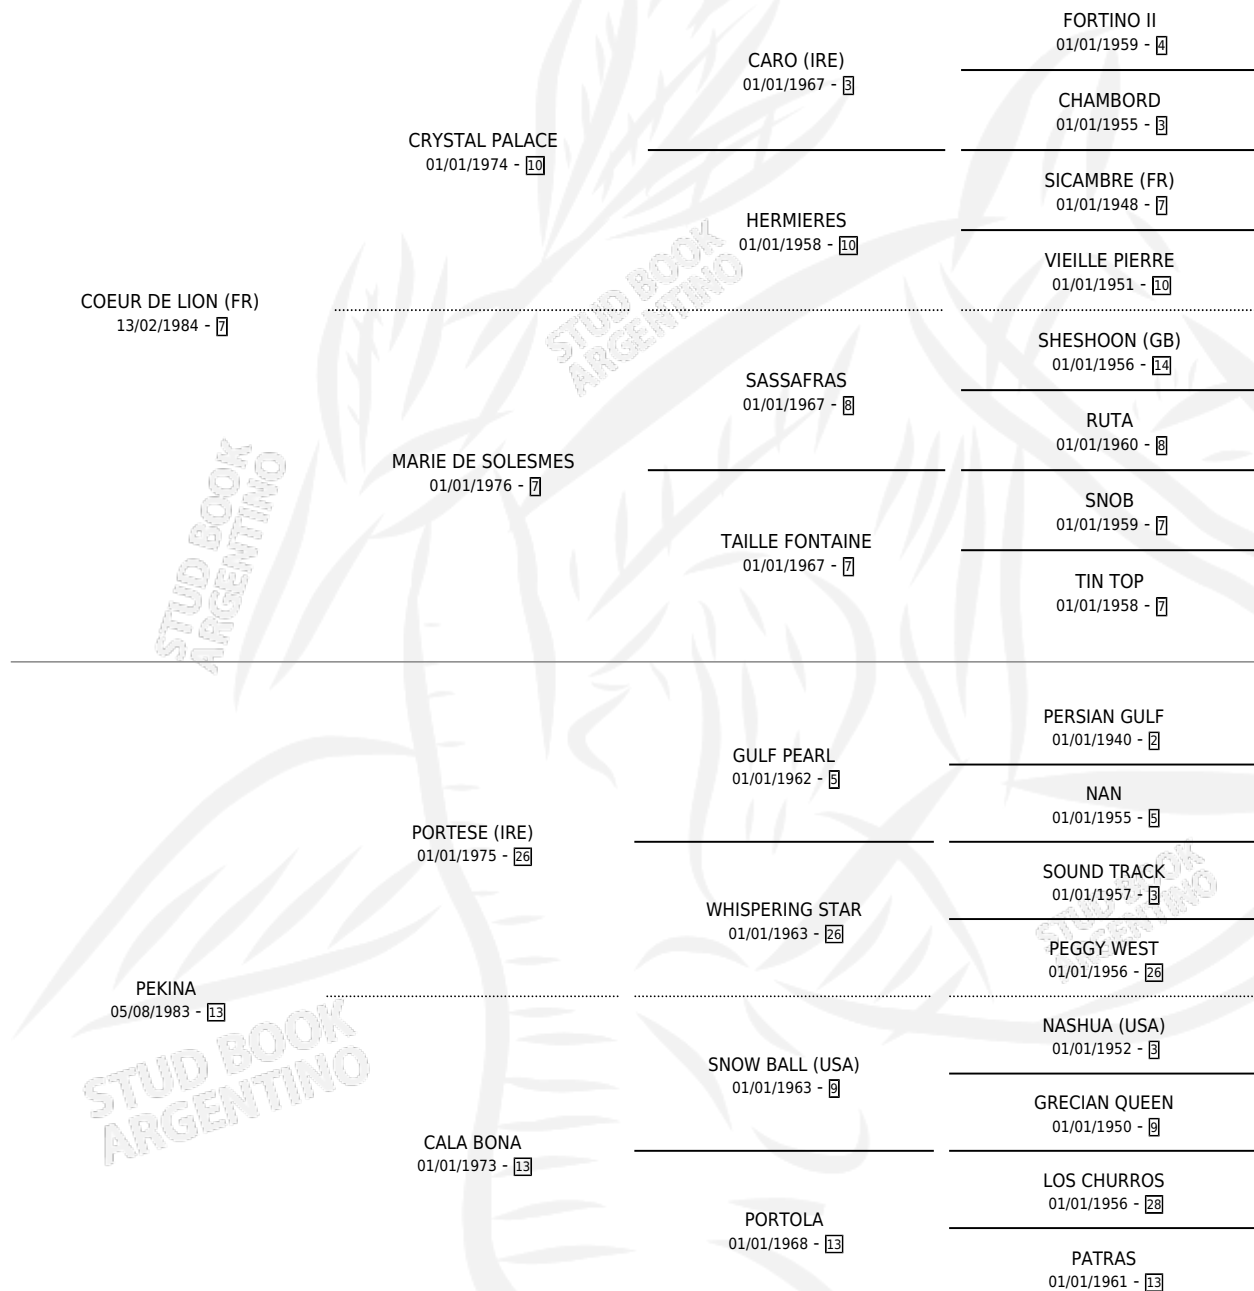 FORTINO II
01/01/1959 - 4
CARO (IRE)
01/01/1967 - 3
CHAMBORD
01/01/1955 - 3
CRYSTAL PALACE
01/01/1974 - 10
SICAMBRE (FR)
01/01/1948 - 7
HERMIERES
01/01/1958 - 10
VIEILLE PIERRE
01/01/1951 - 10
COEUR DE LION (FR)
13/02/1984 - 7
SHESHOON (GB)
01/01/1956 - 14
SASSAFRAS
01/01/1967 - 8
RUTA
01/01/1960 - 8
MARIE DE SOLESMES
01/01/1976 - 7
SNOB
01/01/1959 - 7
TAILLE FONTAINE
01/01/1967 - 7
TIN TOP
01/01/1958 - 7
STUD BOOK
ARGENTINO
STUD BOOK
ARGENTINO
PERSIAN GULF
01/01/1940 - 2
GULF PEARL
01/01/1962 - 5
NAN
01/01/1955 - 5
PORTESE (IRE)
01/01/1975 - 26
SOUND TRACK
01/01/1957 - 3
WHISPERING STAR
01/01/1963 - 26
PEGGY WEST
01/01/1956 - 26
PEKINA
05/08/1983 - 13
NASHUA (USA)
01/01/1952 - 3
SNOW BALL (USA)
01/01/1963 - 9
GRECIAN QUEEN
01/01/1950 - 9
CALA BONA
01/01/1973 - 13
LOS CHURROS
01/01/1956 - 28
PORTOLA
01/01/1968 - 13
PATRAS
01/01/1961 - 13
STUD BOOK
ARGENTINO
STUD BOOK
ARGENTINO